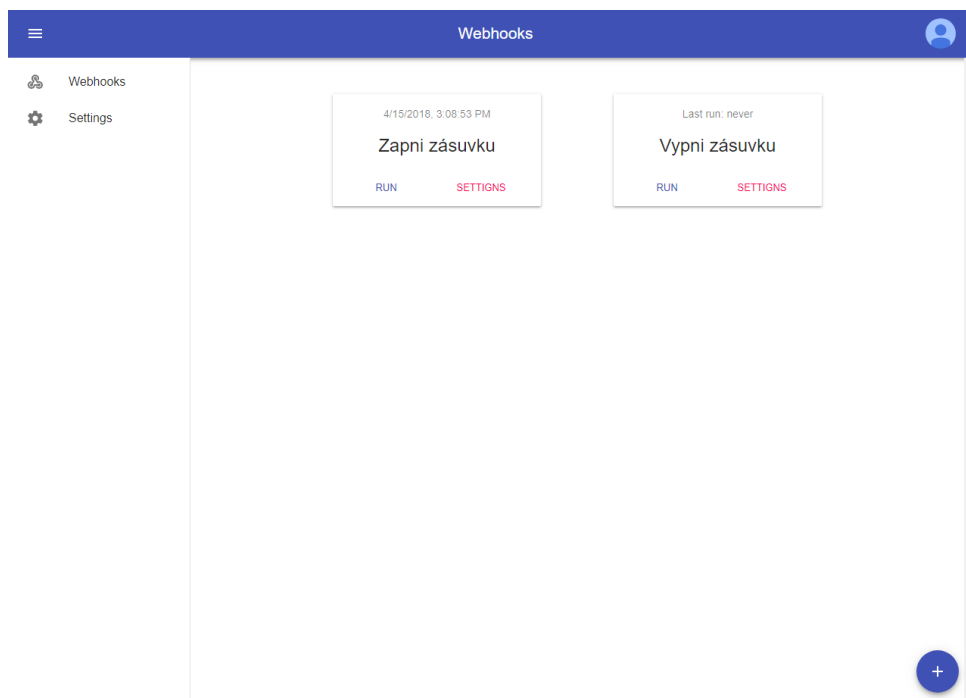 Webhooks
Webhooks
Settings
4/15/2018, 3:08:53 PM
Zapni zásuvku
RUN SETTIGNS
Last run: never
Vypni zásuvku
RUN SETTIGNS
+